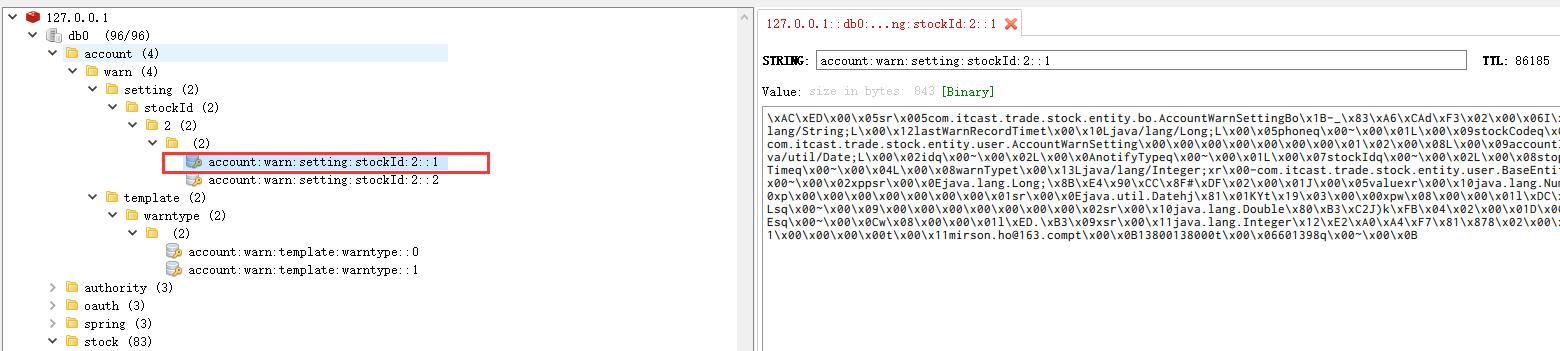 127.0.0.1
db0 (96/96)
account (4)
warn (4)
setting (2)
stockId (2)
2 (2)
(2)
account:warn:setting:stockId:2::1
account:warn:setting:stockId:2::2
template (2)
warntype (2)
(2)
account:warn:template:warntype::0
account:warn:template:warntype::1
authority (3)
oauth (3)
spring (3)
stock (83)
127.0.0.1::db0:...ng:stockId:2::1
STRING: account:warn:setting:stockId:2::1 TTL: 86185
Value: size in bytes: 843 [Binary]
\xAC\xED\x00\x05sr\x005com.itcast.trade.stock.entity.bo.AccountWarnSettingBo\x1B-_\x83\xA6\xCAd\xF3\x02\x00\x06I\
lang/String;L\x00\x12lastWarnRecordTimet\x00\x10Ljava/lang/Long;L\x00\x05phoneq\x00~\x00\x01L\x00\x09stockCodeq\x
com.itcast.trade.stock.entity.user.AccountWarnSetting\x00\x00\x00\x00\x00\x00\x00\x01\x02\x00\x08L\x00\x09accountI
va/util/Date;L\x00\x02idq\x00~\x00\x02L\x00\x0AnotifyTypeq\x00~\x00\x01L\x00\x07stockIdq\x00~\x00\x02L\x00\x08stop
Timeq\x00~\x00\x04L\x00\x08warnTypet\x00\x13Ljava/lang/Integer;xr\x00-com.itcast.trade.stock.entity.user.BaseEntit
x00~\x00\x02xppsr\x00\x0Ejava.lang.Long;\x8B\xE4\x90\xCC\x8F#\xDF\x02\x00\x01J\x00\x05valuexr\x00\x10java.lang.Num
0xp\x00\x00\x00\x00\x00\x00\x00\x01sr\x00\x0Ejava.util.Datehj\x81\x01KYt\x19\x03\x00\x00xpw\x08\x00\x00\x01l\xDC\
Lsq\x00~\x00\x09\x00\x00\x00\x00\x00\x00\x00\x02sr\x00\x10java.lang.Double\x80\xB3\xC2J)k\xFB\x04\x02\x00\x01D\x0
Esq\x00~\x00\x0Cw\x08\x00\x00\x01l\xED.\xB3\x09xsr\x00\x11java.lang.Integer\x12\xE2\xA0\xA4\xF7\x81\x878\x02\x00\x
1\x00\x00\x00\x00t\x00\x11mirson.ho@163.compt\x00\x0B13800138000t\x00\x06601398q\x00~\x00\x0B